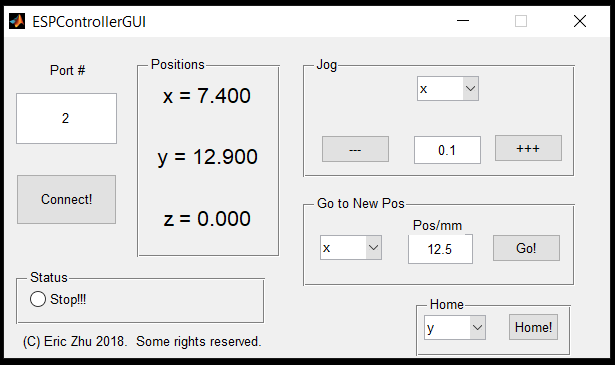 ESPControllerGUI
Port #
2
Connect!
Positions
x = 7.400
y = 12.900
z = 0.000
Jog
x
---
0.1
+++
Go to New Pos
x
Pos/mm
12.5
Go!
Status
Stop!!!
Home
y
Home!
(C) Eric Zhu 2018.  Some rights reserved.